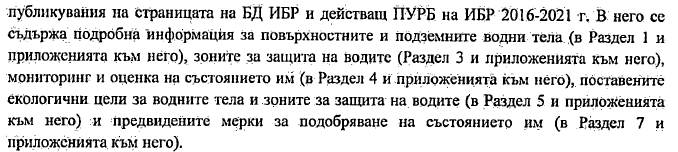 публикувания на страницата на БД ИБР и действащ ПУРБ на ИБР 2016-2021 г. В него се
съдържа подробна информация за повърхностните и подземните водни тела (в Раздел 1 и
приложенията към него), зоните за защита на водите (Раздел 3 и приложенията към него),
мониторинг и оценка на състоянието им (в Раздел 4 и приложенията към него), поставените
екологични цели за водните тела и зоните за защита на водите (в Раздел 5 и приложенията
към него) и предвидените мерки за подобряване на състоянието им (в Раздел 7 и
приложенията към него).